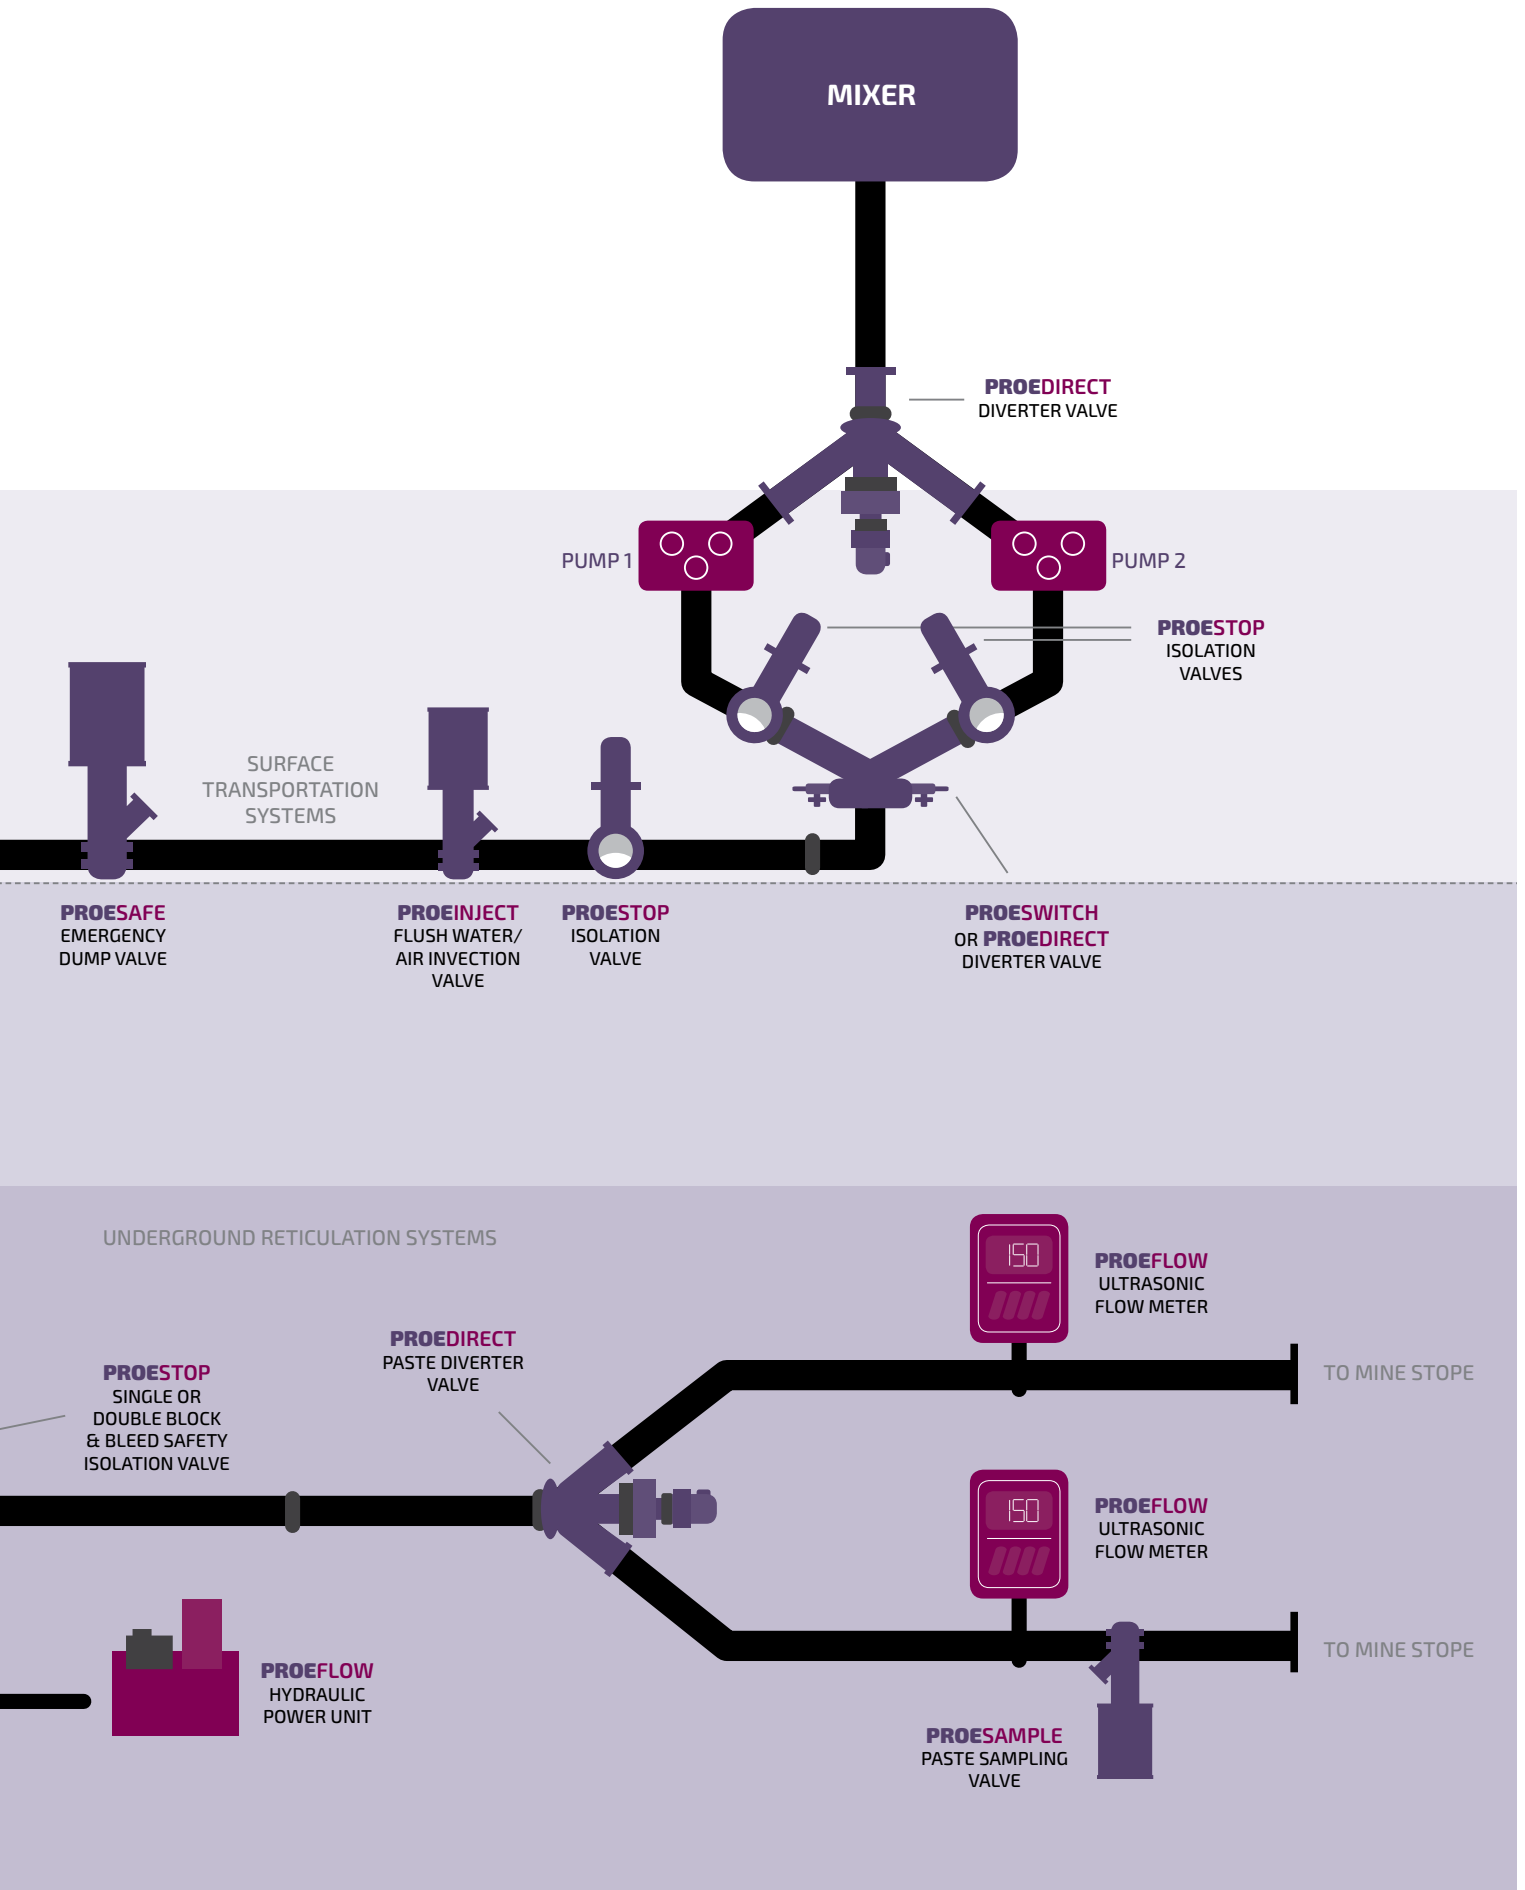 MIXER
PROEDIRECT
DIVERTER VALVE
PUMP 1
PUMP 2
PROESTOP
ISOLATION
VALVES
SURFACE
TRANSPORTATION
SYSTEMS
PROESAFE
EMERGENCY
DUMP VALVE
PROEINJECT
FLUSH WATER/
AIR INVECTION
VALVE
PROESTOP
ISOLATION
VALVE
PROESWITCH
OR PROEDIRECT
DIVERTER VALVE
UNDERGROUND RETICULATION SYSTEMS
150
PROEFLOW
ULTRASONIC
FLOW METER
PROEDIRECT
PASTE DIVERTER
VALVE
PROESTOP
SINGLE OR
DOUBLE BLOCK
& BLEED SAFETY
ISOLATION VALVE
TO MINE STOPE
150
PROEFLOW
ULTRASONIC
FLOW METER
TO MINE STOPE
PROEFLOW
HYDRAULIC
POWER UNIT
PROESAMPLE
PASTE SAMPLING
VALVE